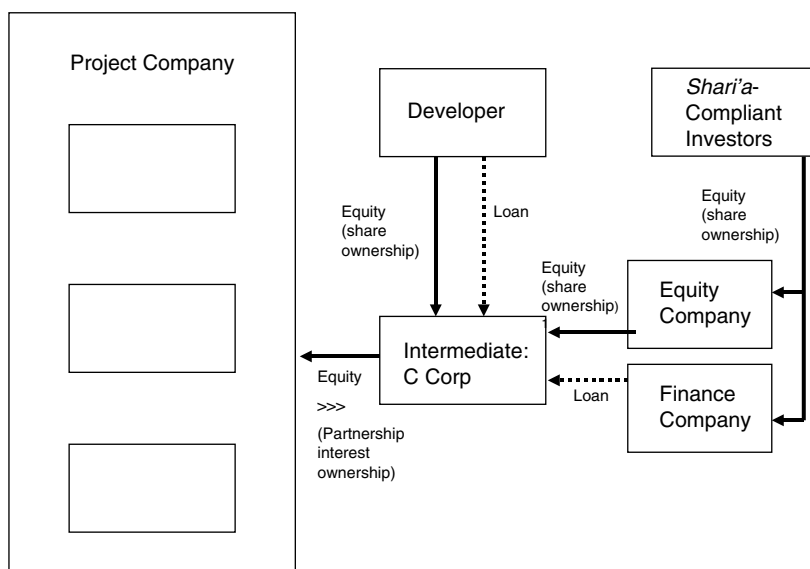 Project Company
Developer
Shari'a-
Compliant
Investors
Equity
(share
ownership)
Loan
Equity
(share
ownership)
Equity
(share
ownership)
Equity
Company
Intermediate:
C Corp
Equity
>>>
(Partnership
interest
ownership)
Loan
Finance
Company